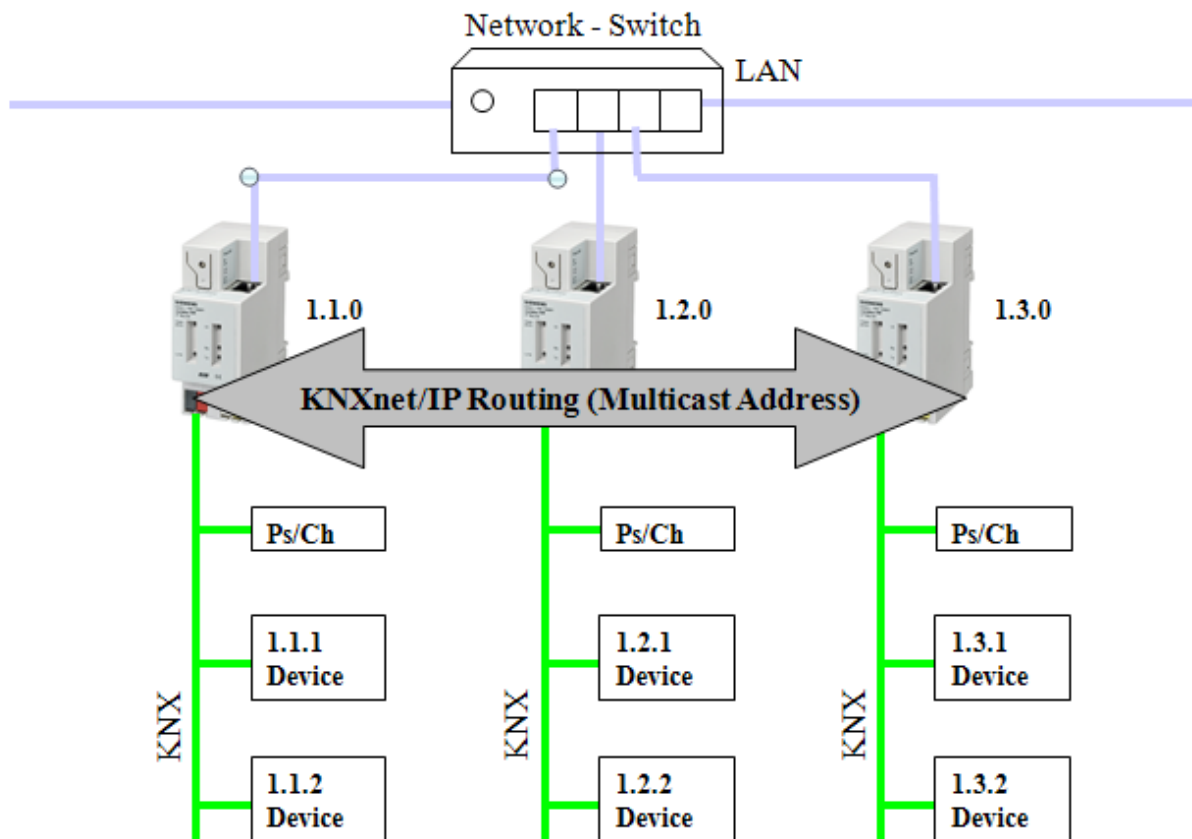 Network - Switch
LAN
1.1.0
1.2.0
1.3.0
KNXnet/IP Routing (Multicast Address)
Ps/Ch
Ps/Ch
Ps/Ch
1.1.1
Device
1.2.1
Device
1.3.1
Device
KNX
KNX
KNX
1.1.2
Device
1.2.2
Device
1.3.2
Device